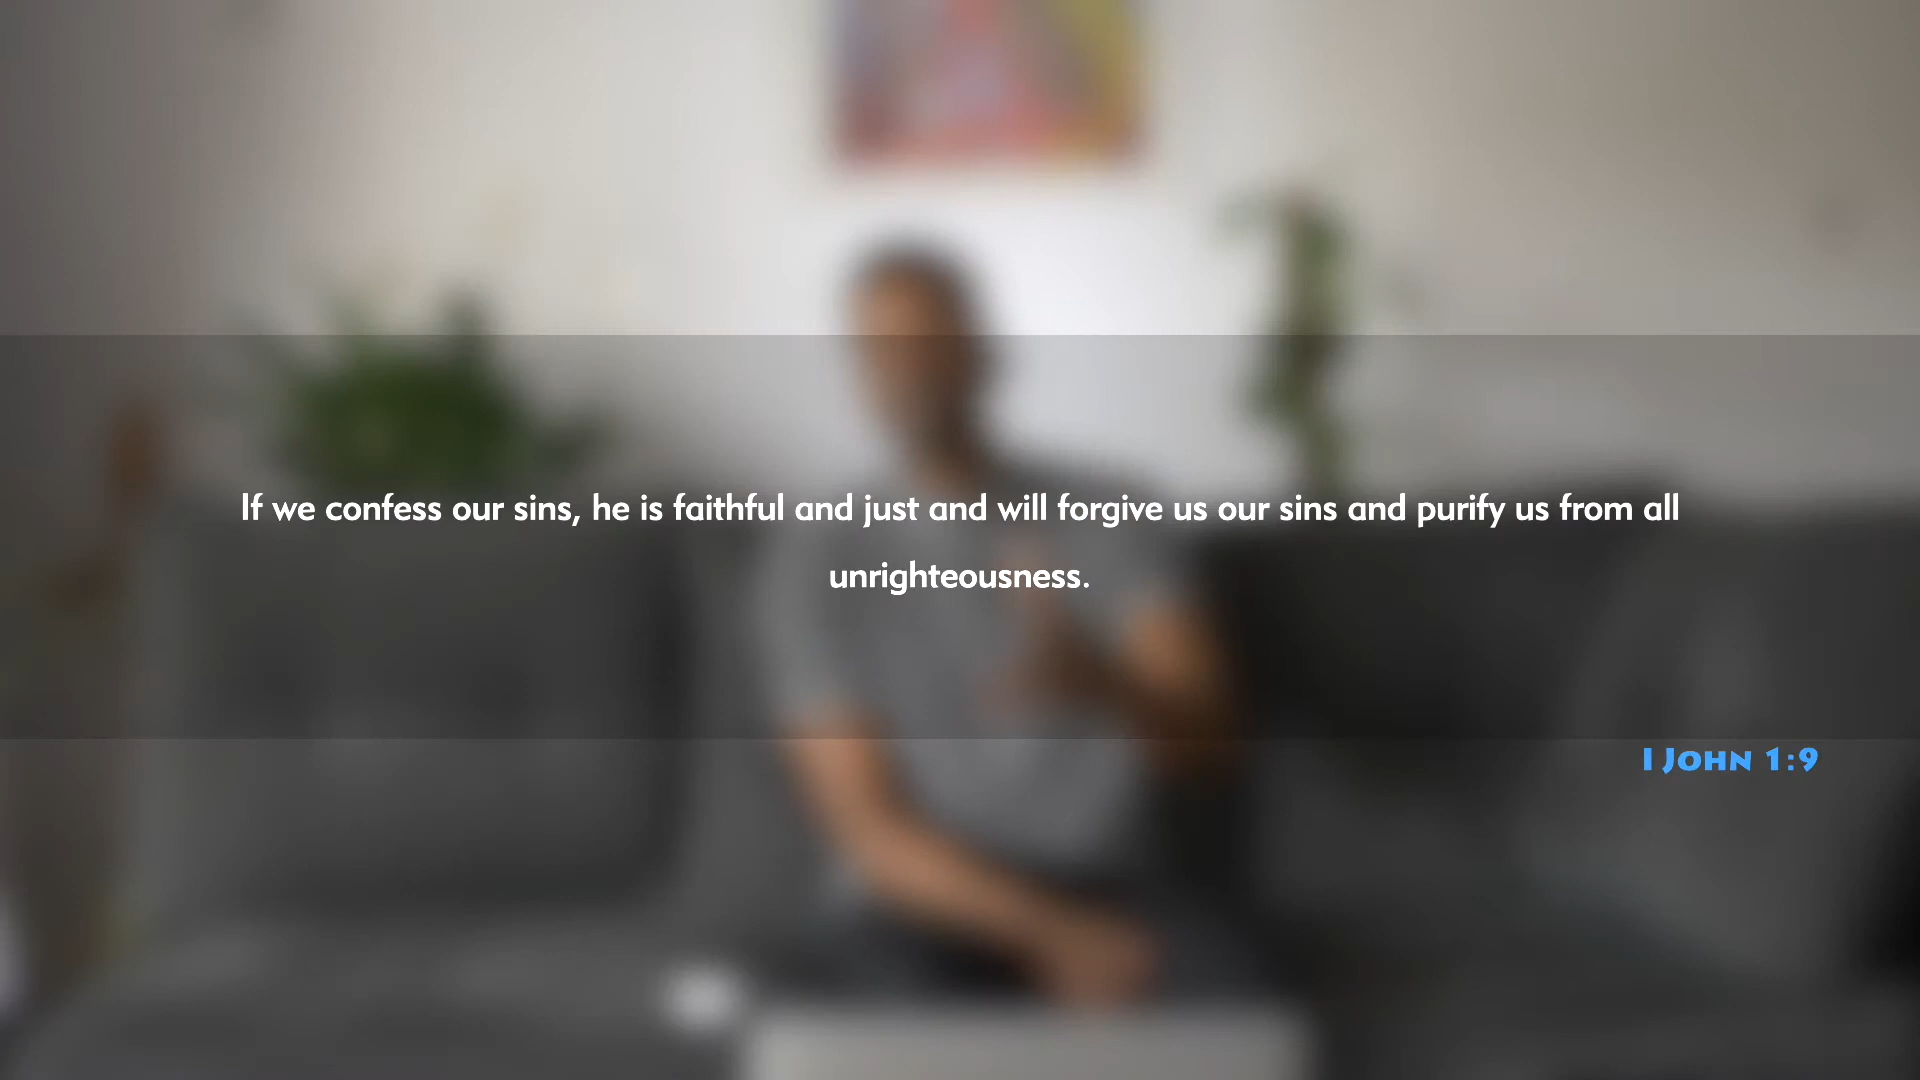 If we confess our sins, he is faithful and just and will forgive us our sins and purify us from all
unrighteousness.
I John 1:9